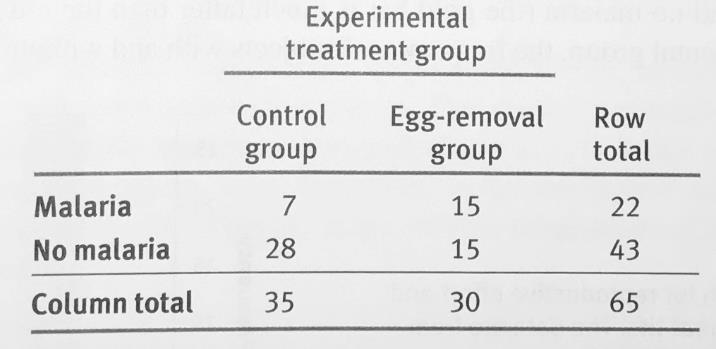 Experimental
treatment group
Control group Egg-removal group Row total
Malaria 7 15 22
No malaria 28 15 43
Column total 35 30 65